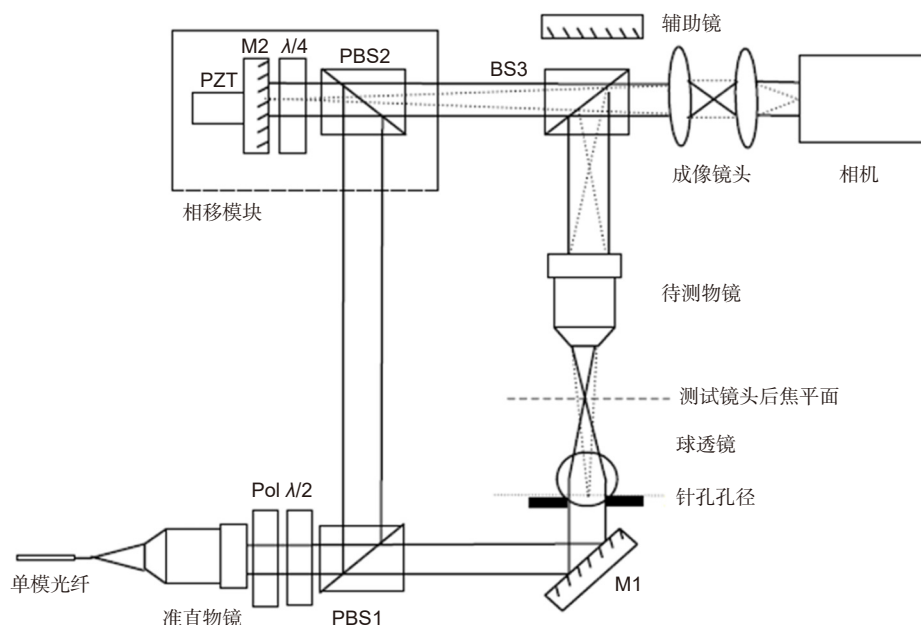 辅助镜
M2 λ/4
PBS2
BS3
PZT
成像镜头
相机
相移模块
待测物镜
测试镜头后焦平面
球透镜
针孔孔径
Pol λ/2
单模光纤
M1
准直物镜
PBS1